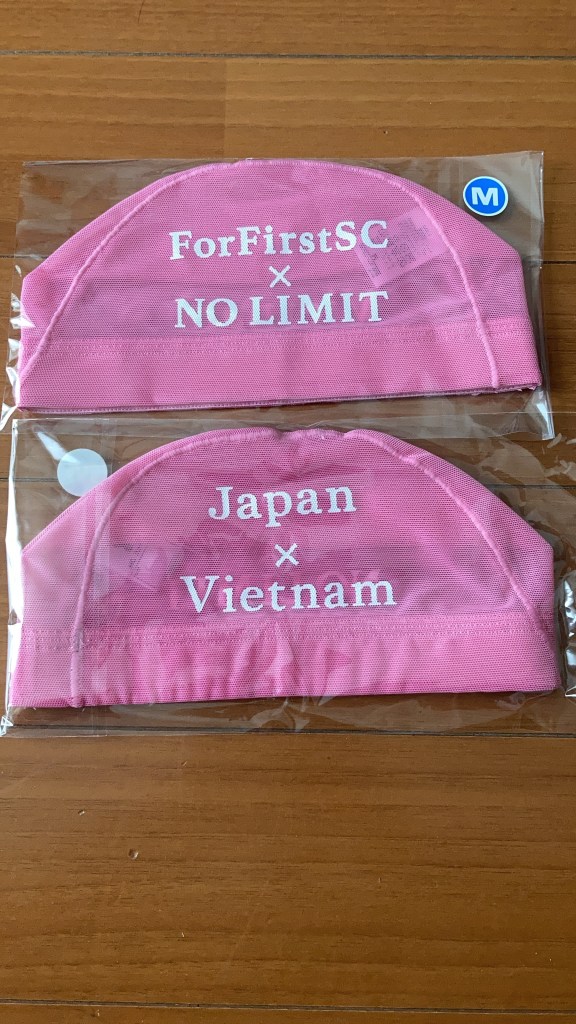 M
ForFirstSC
×
NO LIMIT
Japan
×
Vietnam